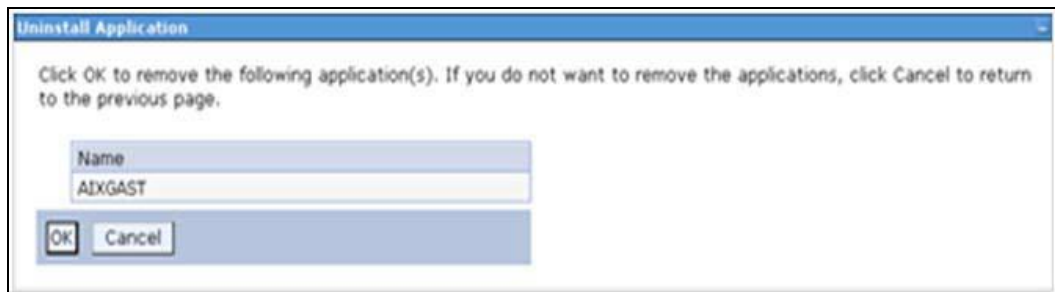 Uninstall Application
Click OK to remove the following application(s). If you do not want to remove the applications, click Cancel to return
to the previous page.
Name
AIXGAST
OK Cancel